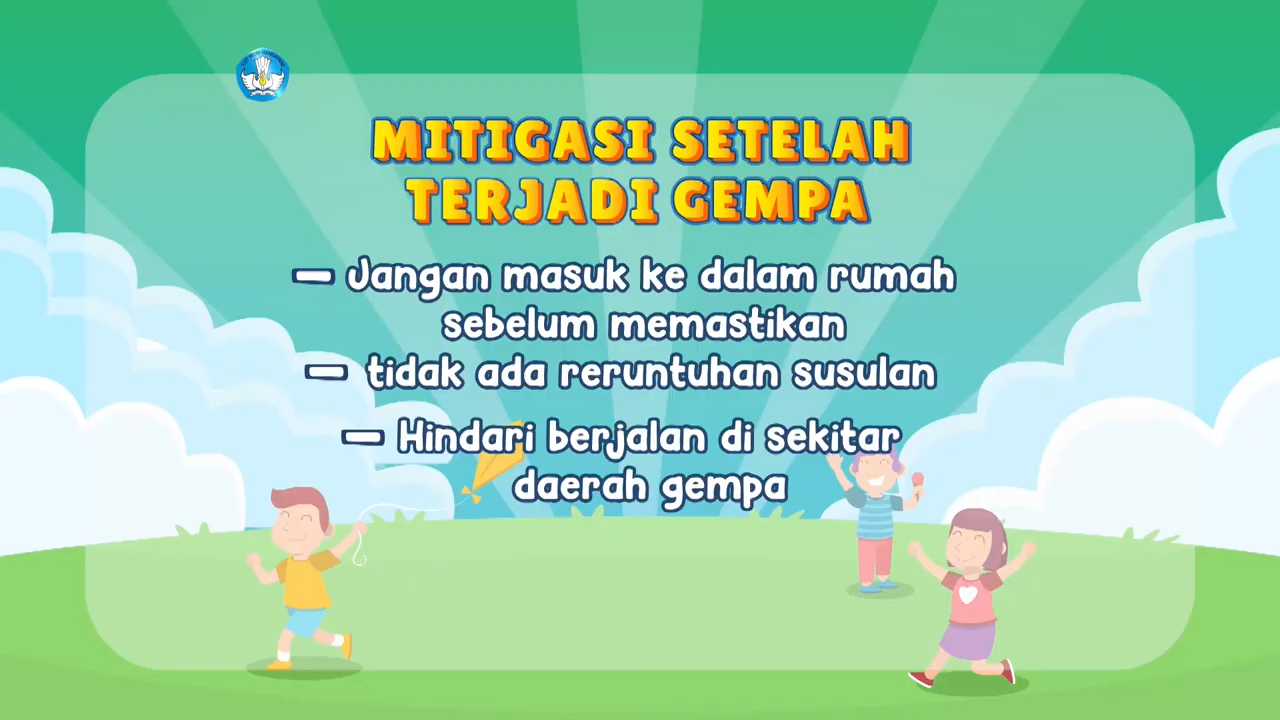 MITIGASI SETELAH
TERJADI GEMPA
– Jangan masuk ke dalam rumah
sebelum memastikan
– tidak ada reruntuhan susulan
– Hindari berjalan di sekitar
daerah gempa